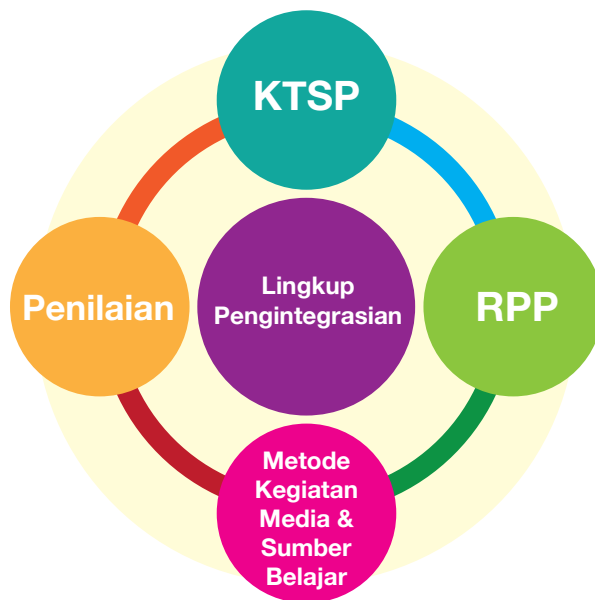 KTSP
Penilaian
Lingkup
Pengintegrasian
RPP
Metode
Kegiatan
Media &
Sumber
Belajar